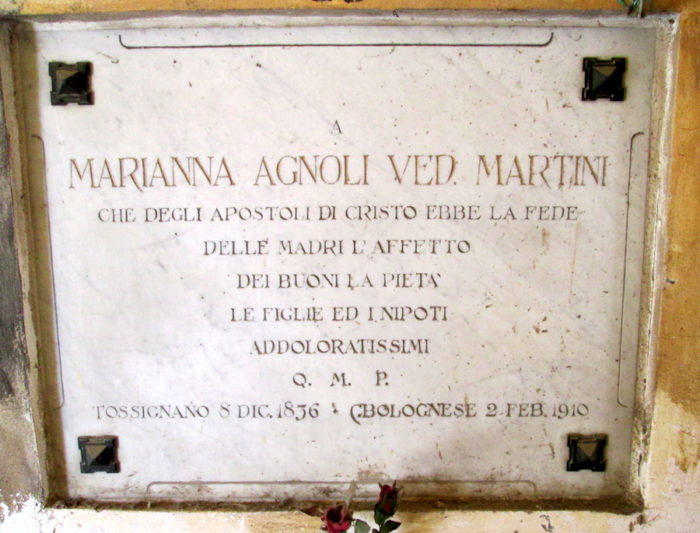 A
MARIANNA AGNOLI VED. MARTINI
CHE DEGLI APOSTOLI DI CRISTO EBBE LA FEDE
DELLE MADRI L'AFFETTO
DEI BUONI LA PIETA'
LE FIGLIE ED I NIPOTI
ADDOLORATISSIMI
Q. M. P.
TOSSIGNANO 8 DIC. 1836 * C.BOLOGNESE 2 FEB. 1910